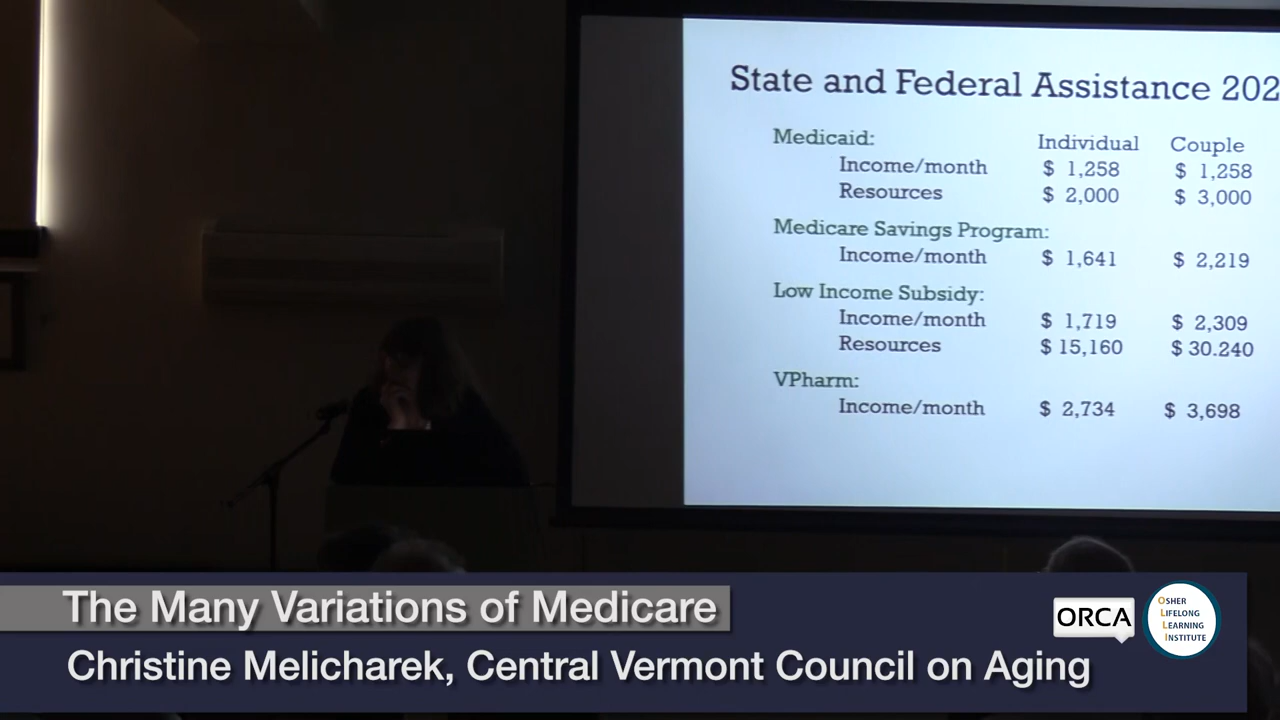 State and Federal Assistance 202
Medicaid: Individual Couple
Income/month $ 1,258 $ 1,258
Resources $ 2,000 $ 3,000
Medicare Savings Program:
Income/month $ 1,641 $ 2,219
Low Income Subsidy:
Income/month $ 1,719 $ 2,309
Resources $ 15,160 $ 30.240
VPharm:
Income/month $ 2,734 $ 3,698
The Many Variations of Medicare
Christine Melicharek, Central Vermont Council on Aging
ORCA
OSHER
LIFELONG
LEARNING
INSTITUTE